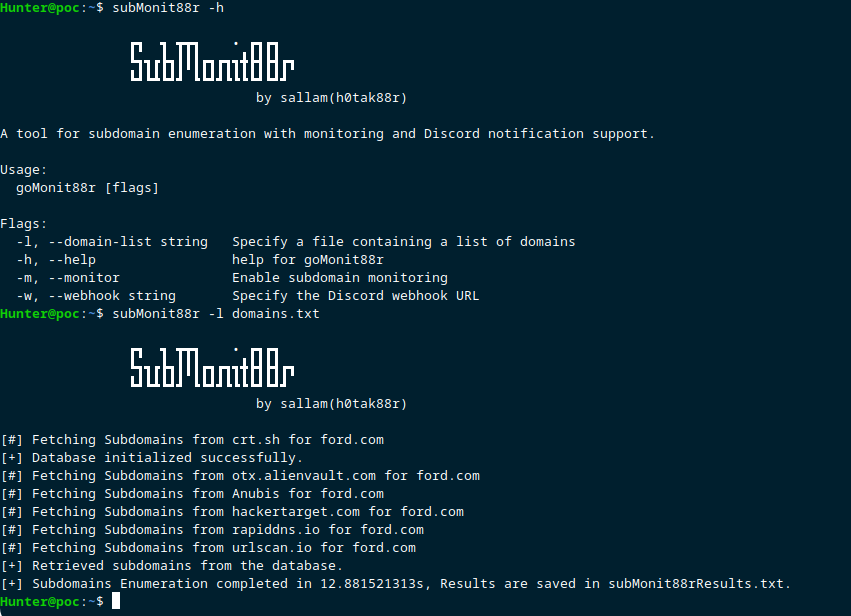 Hunter@poc:~$ subMonit88r -h
SubMonit88r
by sallam(h0tak88r)
A tool for subdomain enumeration with monitoring and Discord notification support.
Usage:
goMonit88r [flags]
Flags:
-l, --domain-list string   Specify a file containing a list of domains
-h, --help                 help for goMonit88r
-m, --monitor              Enable subdomain monitoring
-w, --webhook string       Specify the Discord webhook URL
Hunter@poc:~$ subMonit88r -l domains.txt
SubMonit88r
by sallam(h0tak88r)
[#] Fetching Subdomains from crt.sh for ford.com
[+] Database initialized successfully.
[#] Fetching Subdomains from otx.alienvault.com for ford.com
[#] Fetching Subdomains from Anubis for ford.com
[#] Fetching Subdomains from hackertarget.com for ford.com
[#] Fetching Subdomains from rapiddns.io for ford.com
[#] Fetching Subdomains from urlscan.io for ford.com
[+] Retrieved subdomains from the database.
[+] Subdomains Enumeration completed in 12.881521313s, Results are saved in subMonit88rResults.txt.
Hunter@poc:~$